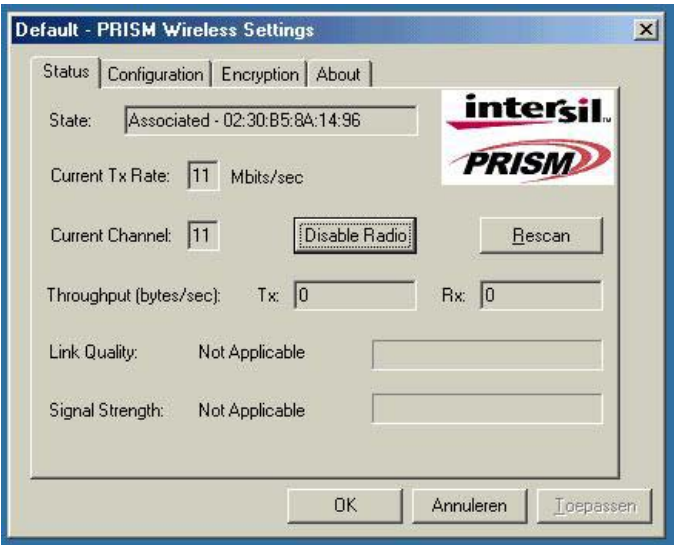 Default - PRISM Wireless Settings
Status Configuration Encryption About
State: Associated - 02:30:B5:8A:14:96
intersil
PRISM
Current Tx Rate: 11 Mbits/sec
Current Channel: 11 Disable Radio Rescan
Throughput (bytes/sec): Tx: 0 Rx: 0
Link Quality: Not Applicable
Signal Strength: Not Applicable
OK Annuleren Toepassen